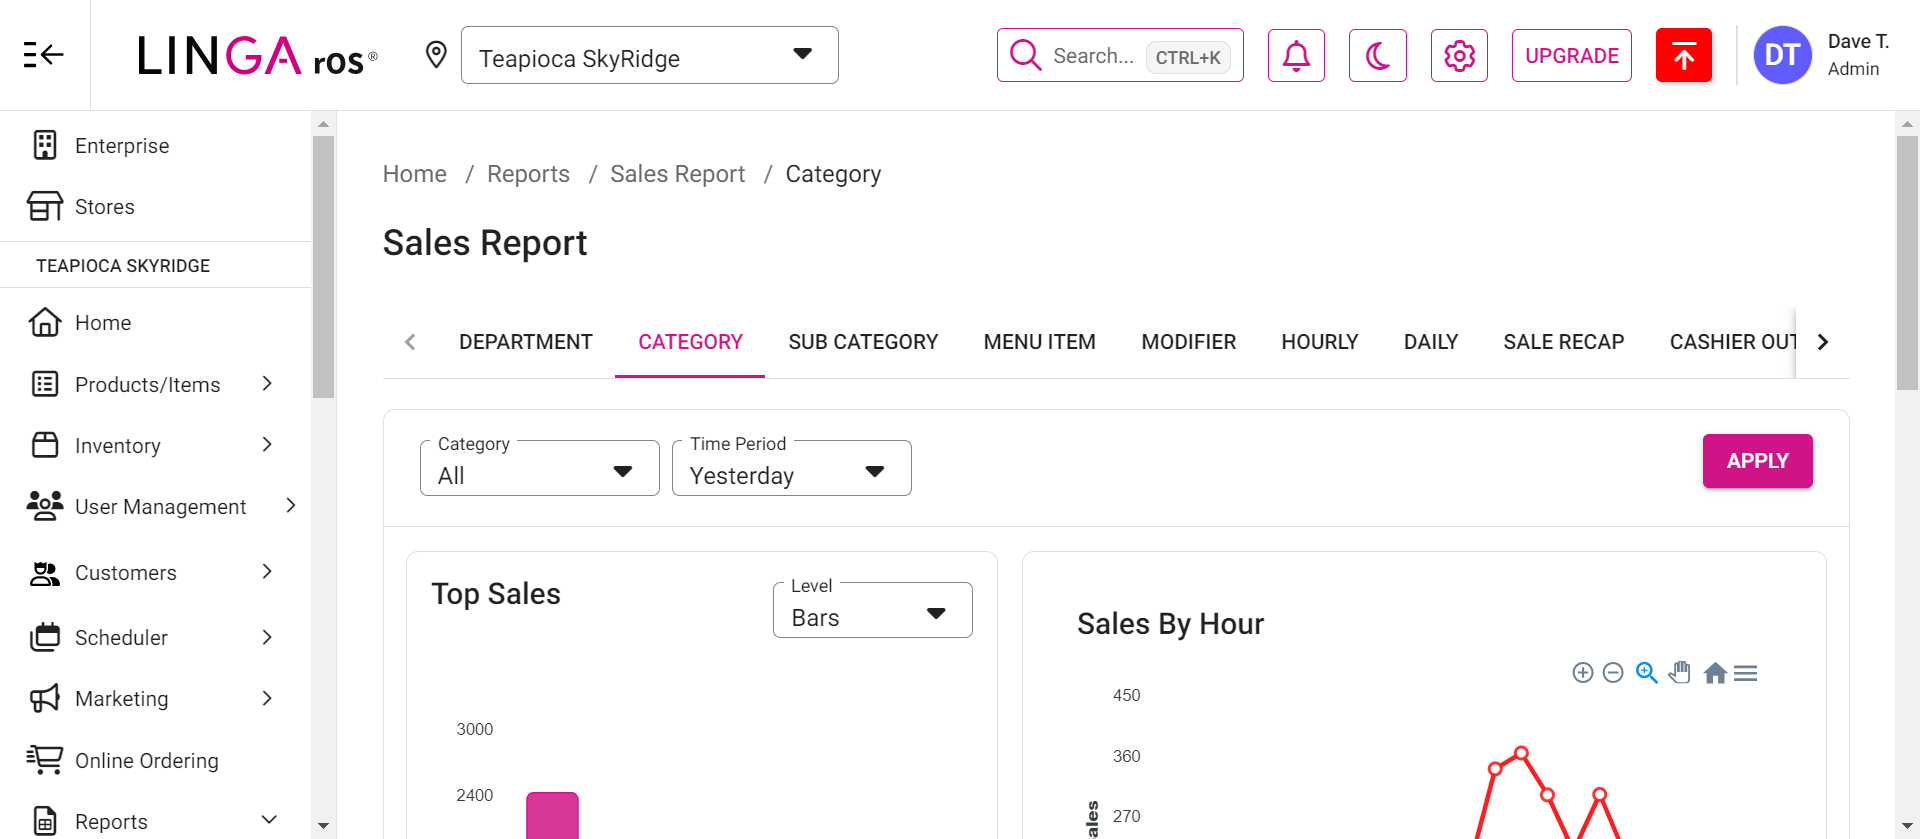 LINGA ros®
Teapioca SkyRidge
Search... CTRL+K
UPGRADE
DT
Dave T.
Admin
Enterprise
Stores
TEAPIOCA SKYRIDGE
Home
Products/Items
Inventory
User Management
Customers
Scheduler
Marketing
Online Ordering
Reports
Home / Reports / Sales Report / Category
Sales Report
DEPARTMENT CATEGORY SUB CATEGORY MENU ITEM MODIFIER HOURLY DAILY SALE RECAP CASHIER OUT
Category
All
Time Period
Yesterday
APPLY
Top Sales
Level
Bars
3000
2400
Sales By Hour
450
360
270
ales